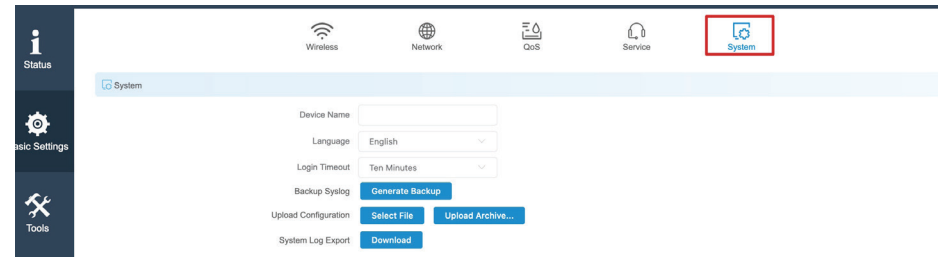 Wireless
Network
QoS
Service
System
Status
System
Device Name
Language English
Login Timeout Ten Minutes
asic Settings
Backup Syslog Generate Backup
Upload Configuration Select File Upload Archive...
System Log Export Download
Tools